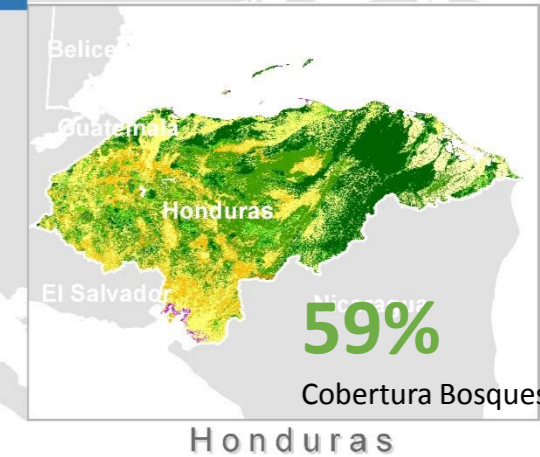 Belice
Guatemala
Honduras
El Salvador
Nicaragua
59%
Cobertura Bosques
Honduras